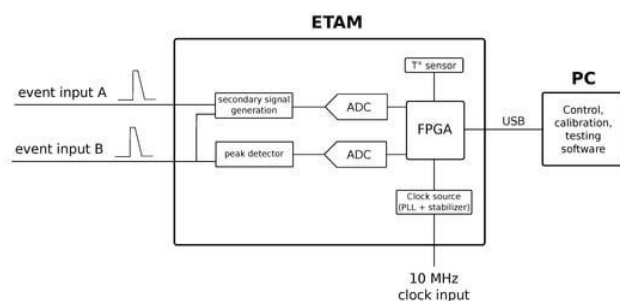 ETAM
T° sensor
PC
event input A
secondary signal
generation
ADC
FPGA
USB
Control,
calibration,
testing
software
event input B
peak detector
ADC
Clock source
(PLL + stabilizer)
10 MHz
clock input